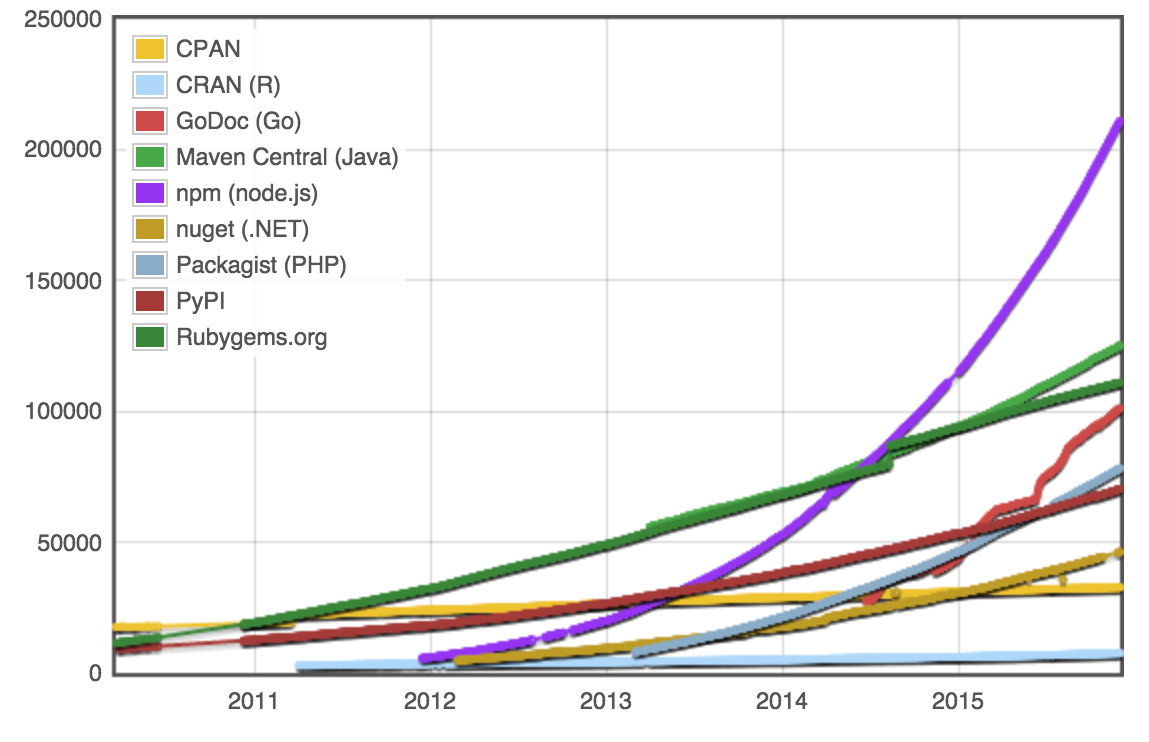 250000
200000
150000
100000
50000
0
CPAN
CRAN (R)
GoDoc (Go)
Maven Central (Java)
npm (node.js)
nuget (.NET)
Packagist (PHP)
PyPI
Rubygems.org
2011 2012 2013 2014 2015